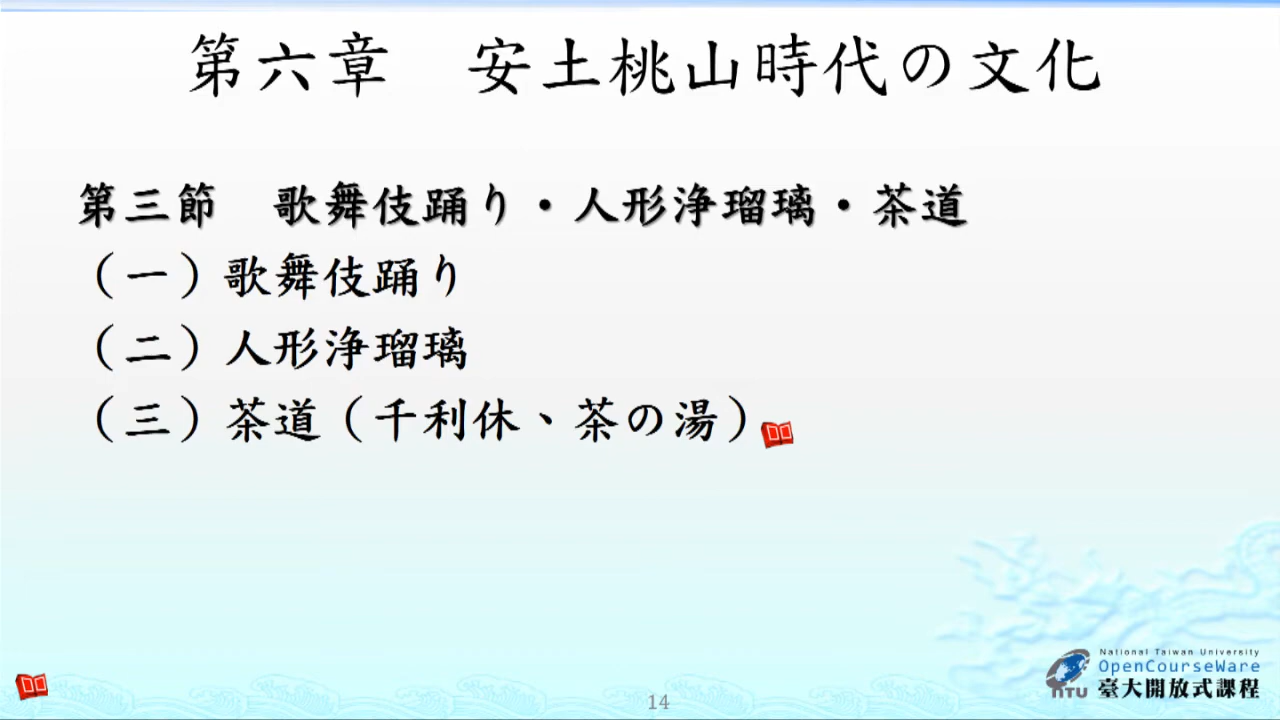 第六章　安土桃山時代の文化
第三節　歌舞伎踊り・人形浄瑠璃・茶道
（一）歌舞伎踊り
（二）人形浄瑠璃
（三）茶道（千利休、茶の湯）
National Taiwan University
OpenCourseWare
NTU 臺大開放式課程
14